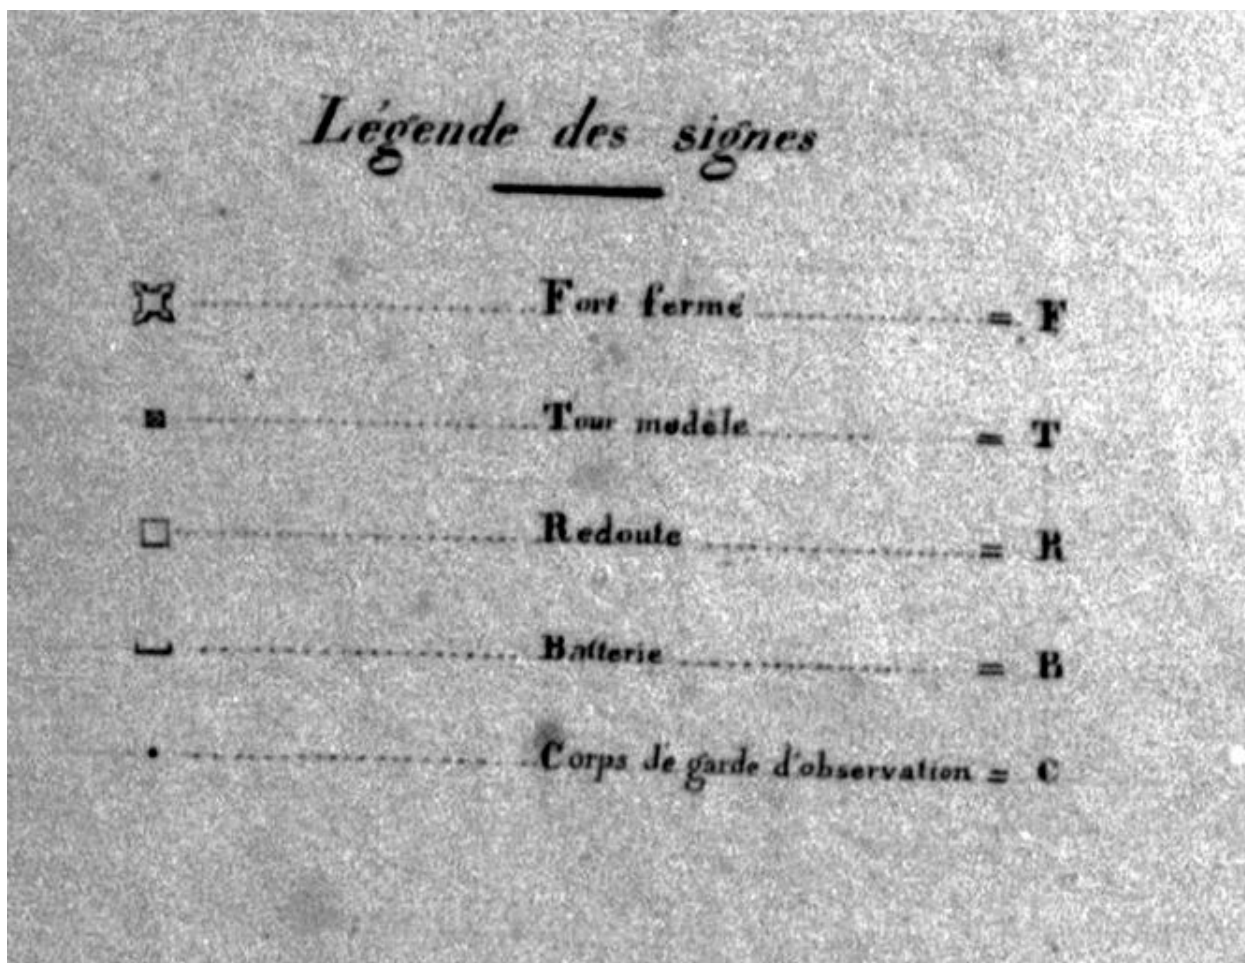 Légende des signes
Fort fermé = F
Tour modèle = T
Redoute = R
Batterie = B
Corps de garde d'observation = C